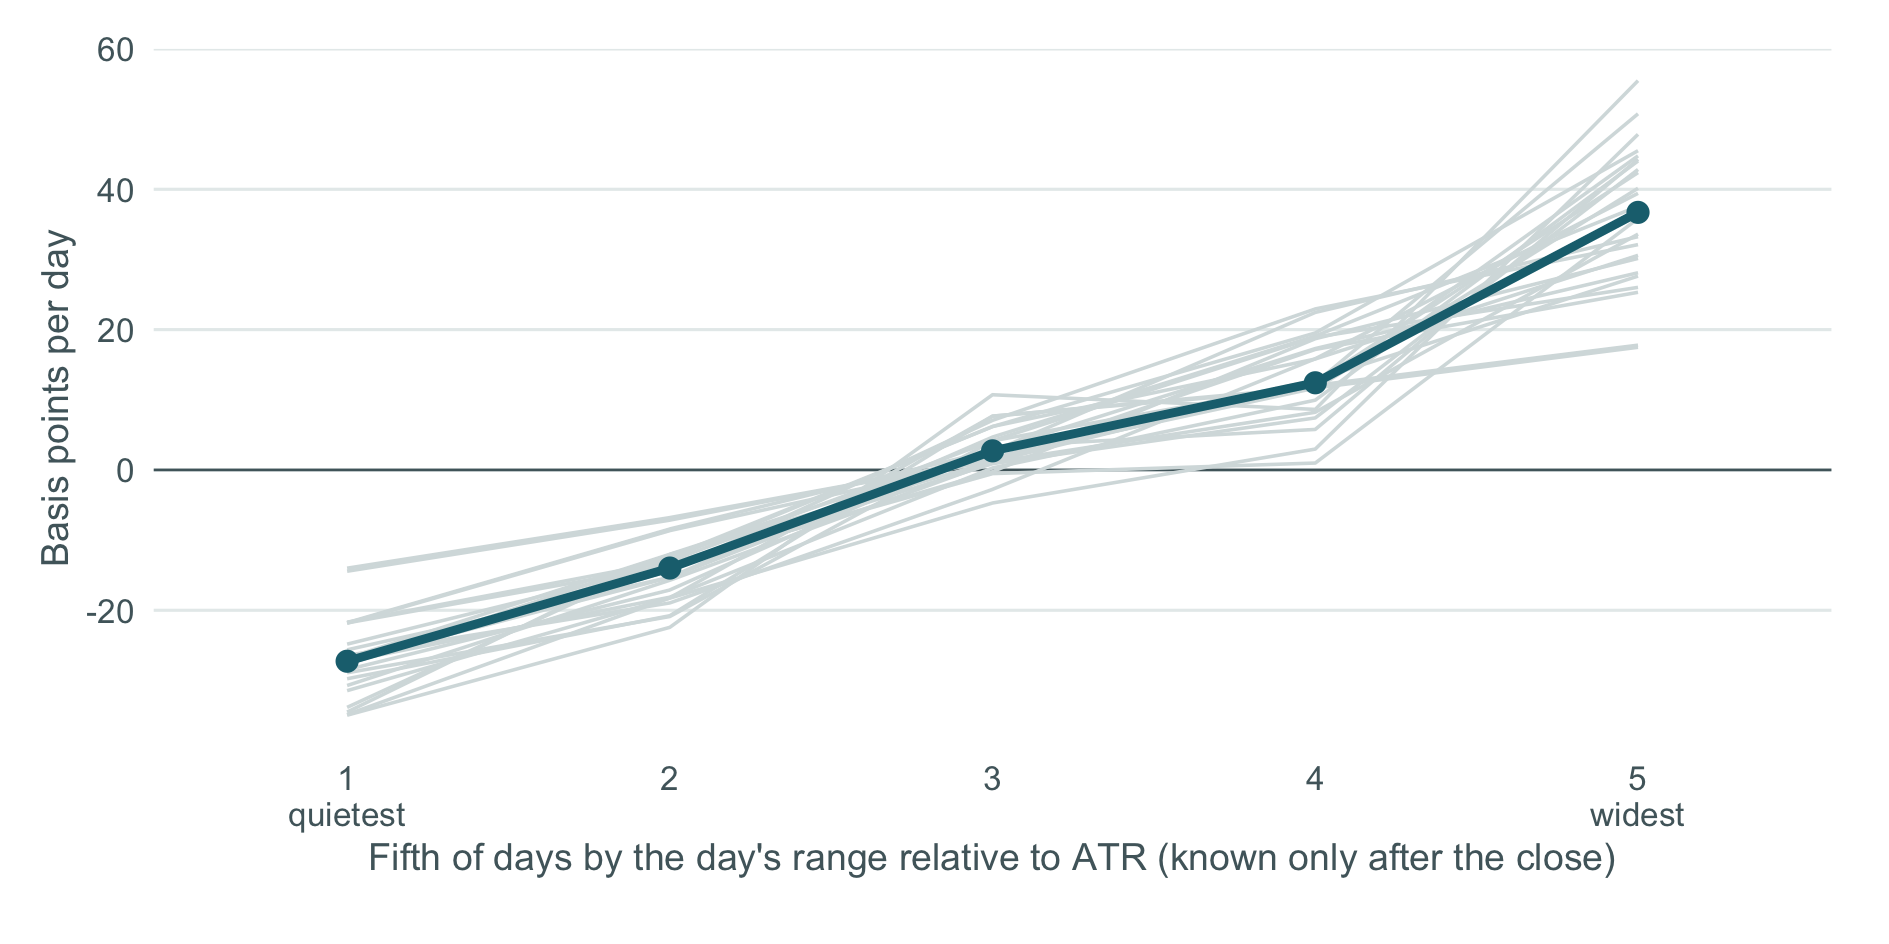 60
40
20
0
-20
Basis points per day
1 2 3 4 5
quietest widest
Fifth of days by the day's range relative to ATR (known only after the close)